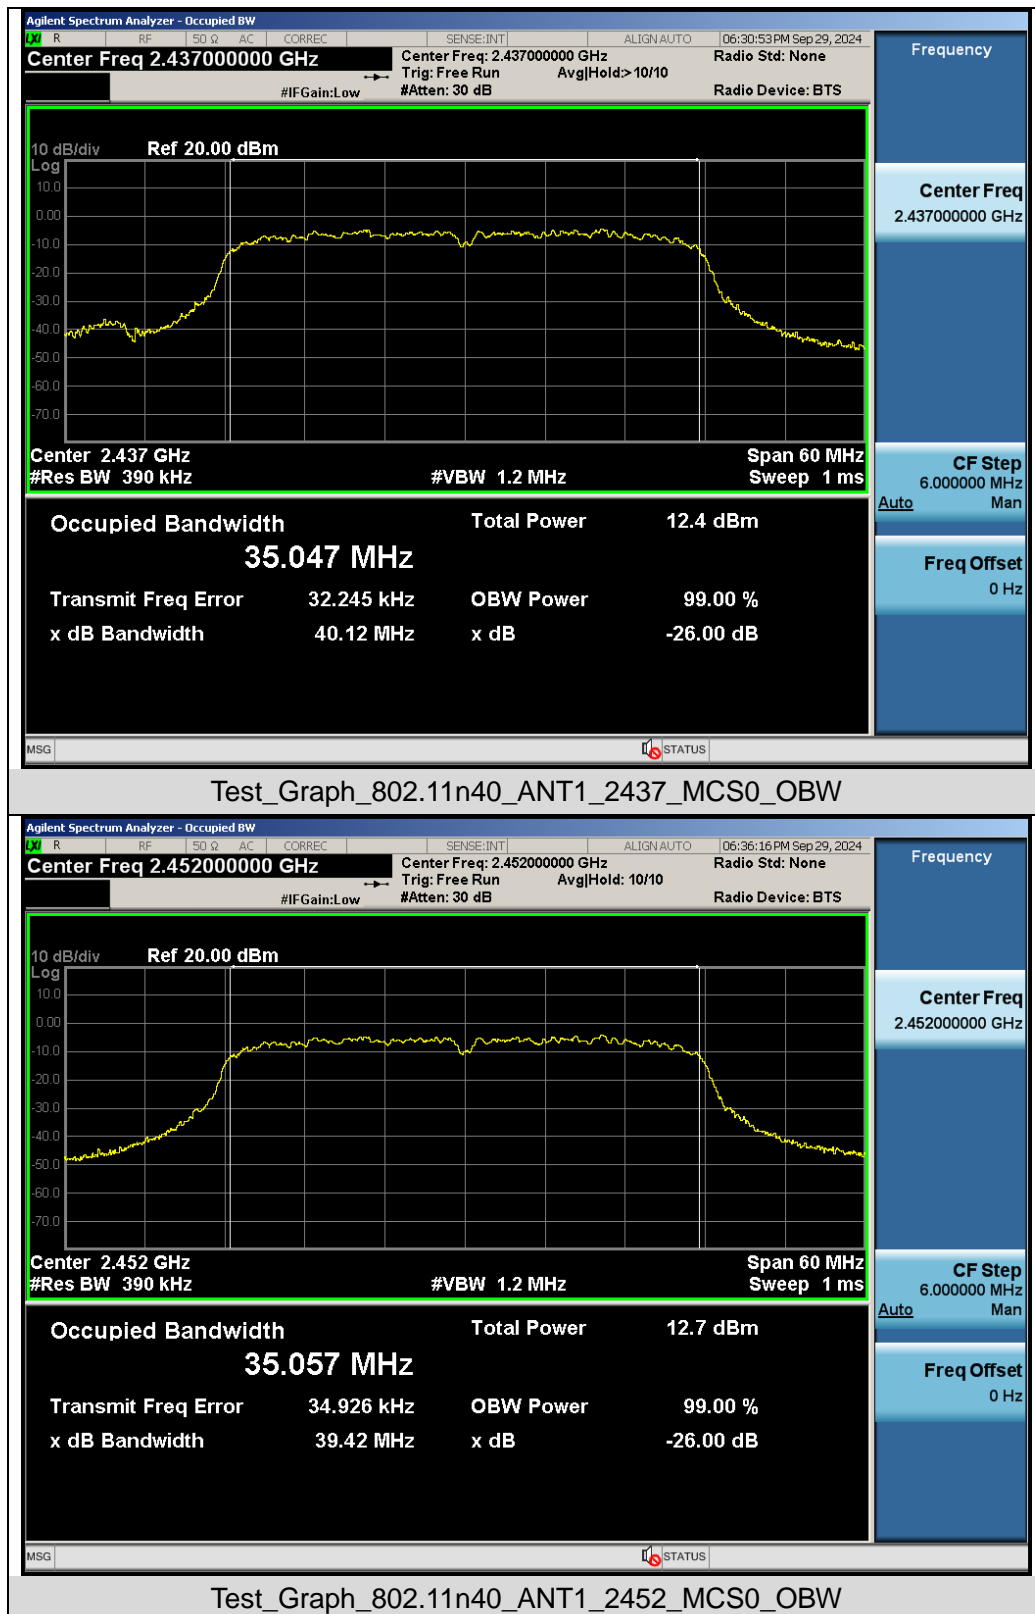 Agilent Spectrum Analyzer - Occupied BW
LXI R RF 50 Ω AC CORREC SENSE:INT ALIGN AUTO 06:30:53 PM Sep 29, 2024
Center Freq 2.437000000 GHz
Center Freq: 2.437000000 GHz Radio Std: None
Trig: Free Run Avg|Hold:> 10/10
#IFGain:Low #Atten: 30 dB Radio Device: BTS
Frequency
10 dB/div Ref 20.00 dBm
Log
10.0
0.00
-10.0
-20.0
-30.0
-40.0
-50.0
-60.0
-70.0
Center 2.437 GHz Span 60 MHz
#Res BW 390 kHz #VBW 1.2 MHz Sweep 1 ms
Center Freq
2.437000000 GHz
CF Step
6.000000 MHz
Auto Man
Freq Offset
0 Hz
Occupied Bandwidth Total Power 12.4 dBm
35.047 MHz
Transmit Freq Error 32.245 kHz OBW Power 99.00 %
x dB Bandwidth 40.12 MHz x dB -26.00 dB
MSG STATUS
Test_Graph_802.11n40_ANT1_2437_MCS0_OBW
Agilent Spectrum Analyzer - Occupied BW
LXI R RF 50 Ω AC CORREC SENSE:INT ALIGN AUTO 06:36:16 PM Sep 29, 2024
Center Freq 2.452000000 GHz
Center Freq: 2.452000000 GHz Radio Std: None
Trig: Free Run Avg|Hold: 10/10
#IFGain:Low #Atten: 30 dB Radio Device: BTS
Frequency
10 dB/div Ref 20.00 dBm
Log
10.0
0.00
-10.0
-20.0
-30.0
-40.0
-50.0
-60.0
-70.0
Center 2.452 GHz Span 60 MHz
#Res BW 390 kHz #VBW 1.2 MHz Sweep 1 ms
Center Freq
2.452000000 GHz
CF Step
6.000000 MHz
Auto Man
Freq Offset
0 Hz
Occupied Bandwidth Total Power 12.7 dBm
35.057 MHz
Transmit Freq Error 34.926 kHz OBW Power 99.00 %
x dB Bandwidth 39.42 MHz x dB -26.00 dB
MSG STATUS
Test_Graph_802.11n40_ANT1_2452_MCS0_OBW